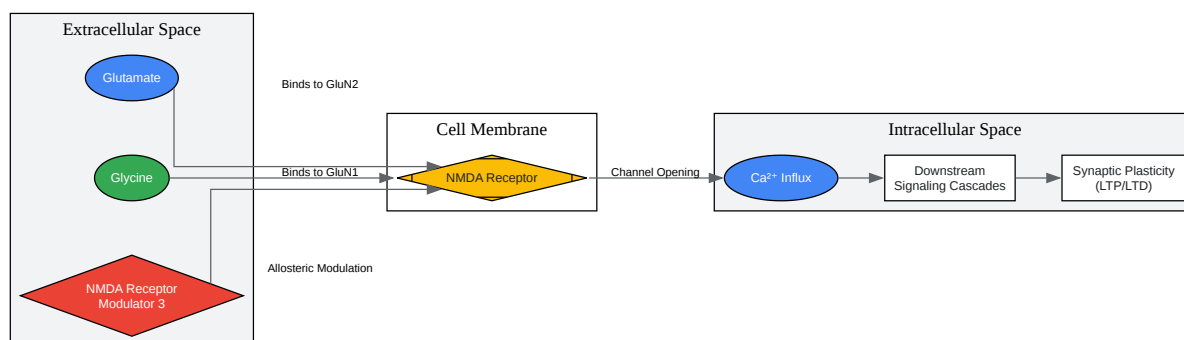 Extracellular Space
Glutamate
Binds to GluN2
Glycine
Binds to GluN1
Allosteric Modulation
NMDA Receptor
Modulator 3
Cell Membrane
NMDA Receptor
Channel Opening
Intracellular Space
Ca²⁺ Influx
Downstream
Signaling Cascades
Synaptic Plasticity
(LTP/LTD)